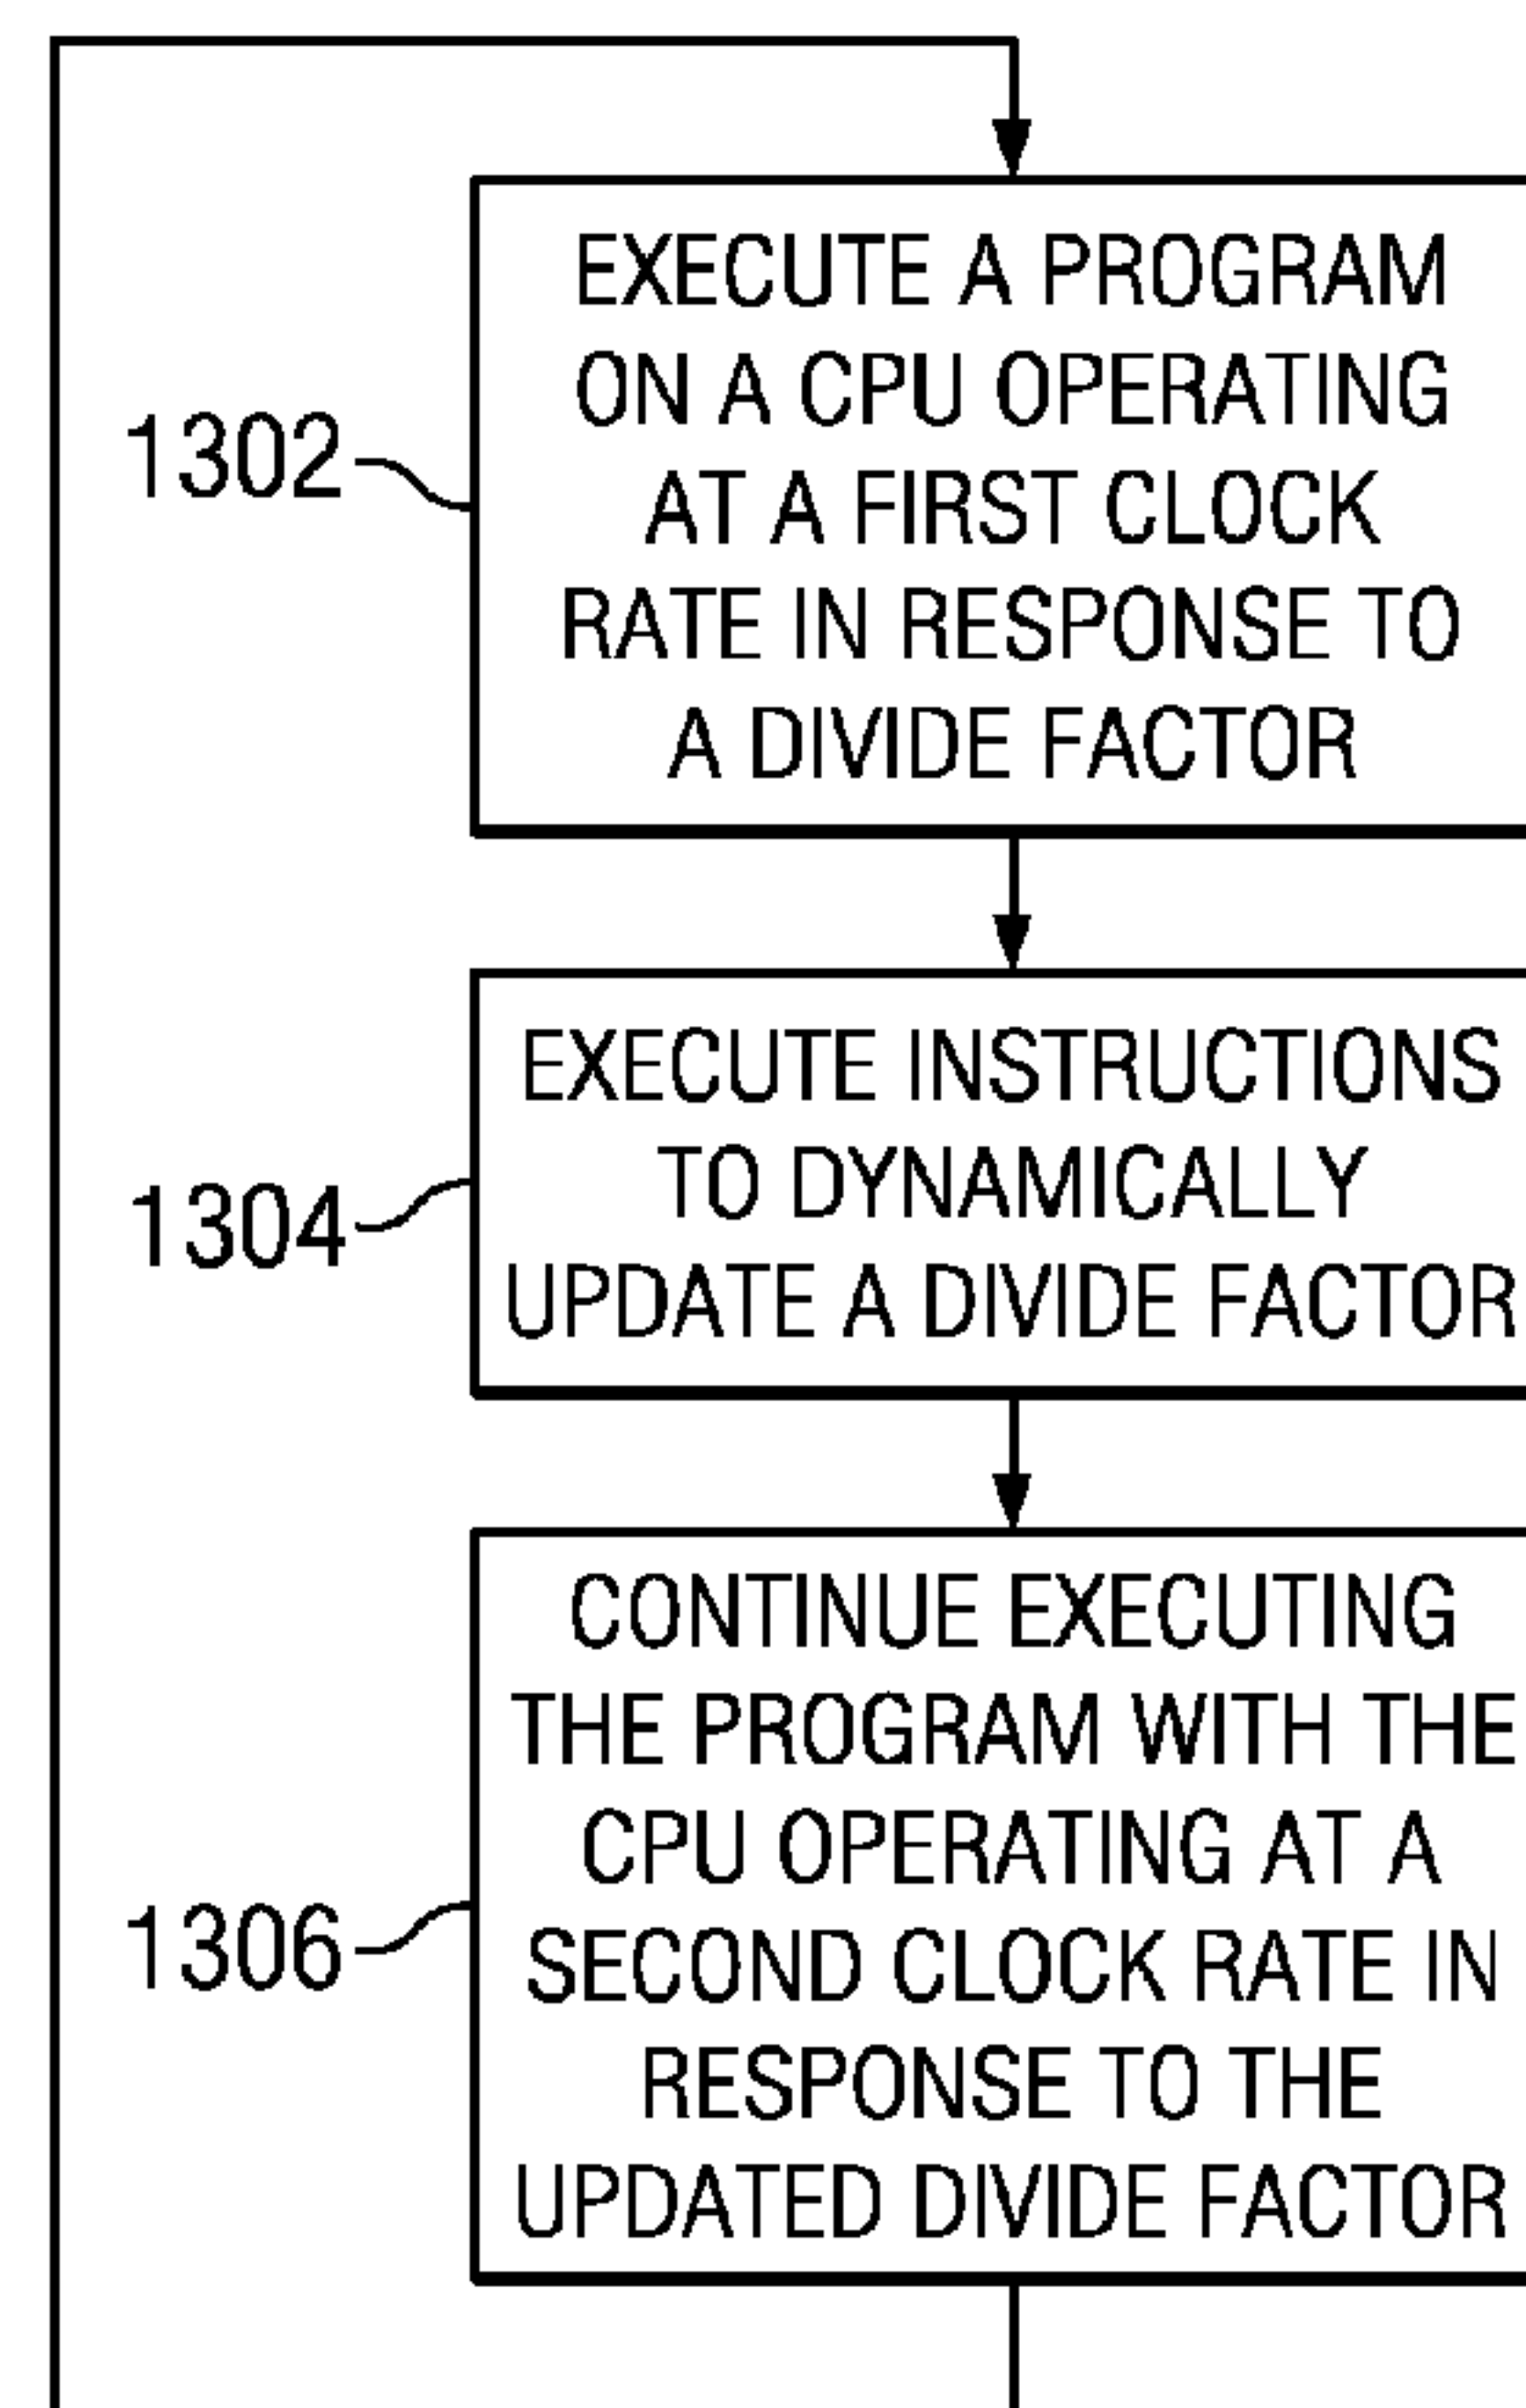 EXECUTE A PROGRAM
ON A CPU OPERATING
AT A FIRST CLOCK
RATE IN RESPONSE TO
A DIVIDE FACTOR
1302
EXECUTE INSTRUCTIONS
TO DYNAMICALLY
UPDATE A DIVIDE FACTOR
1304
CONTINUE EXECUTING
THE PROGRAM WITH THE
CPU OPERATING AT A
SECOND CLOCK RATE IN
RESPONSE TO THE
UPDATED DIVIDE FACTOR
1306